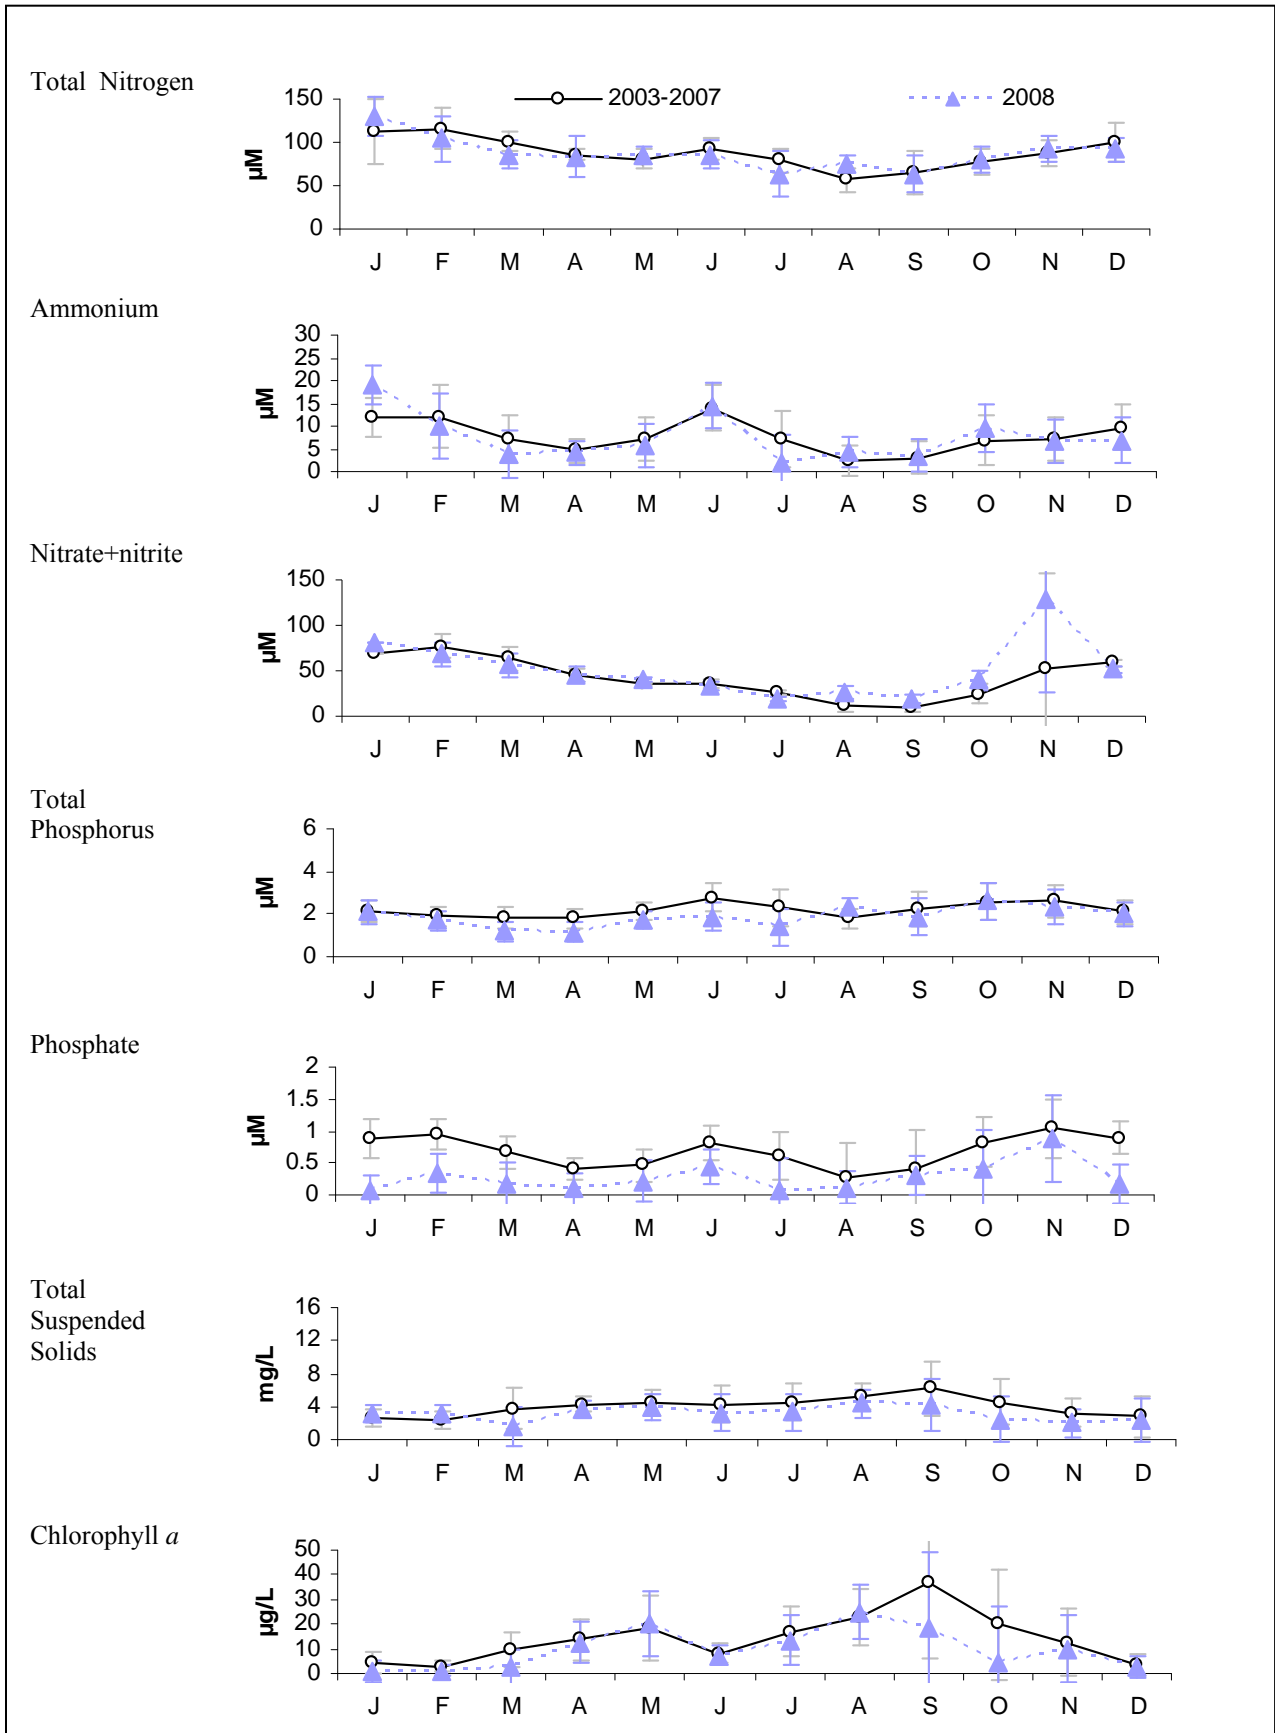 Total Nitrogen
2003-2007
2008
150
100
50
0
µM
J F M A M J J A S O N D
Ammonium
30
25
20
15
10
5
0
µM
J F M A M J J A S O N D
Nitrate+nitrite
150
100
50
0
µM
J F M A M J J A S O N D
Total
Phosphorus
6
4
2
0
µM
J F M A M J J A S O N D
Phosphate
2
1.5
1
0.5
0
µM
J F M A M J J A S O N D
Total
Suspended
Solids
16
12
8
4
0
mg/L
J F M A M J J A S O N D
Chlorophyll a
50
40
30
20
10
0
µg/L
J F M A M J J A S O N D